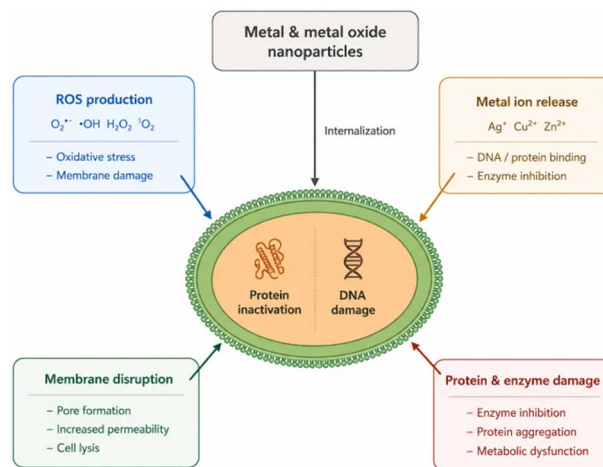 Metal & metal oxide
nanoparticles
ROS production
O₂•⁻ •OH H₂O₂ ¹O₂
– Oxidative stress
– Membrane damage
Internalization
Metal ion release
Ag⁺ Cu²⁺ Zn²⁺
– DNA / protein binding
– Enzyme inhibition
Protein
inactivation
DNA
damage
Membrane disruption
– Pore formation
– Increased permeability
– Cell lysis
Protein & enzyme damage
– Enzyme inhibition
– Protein aggregation
– Metabolic dysfunction